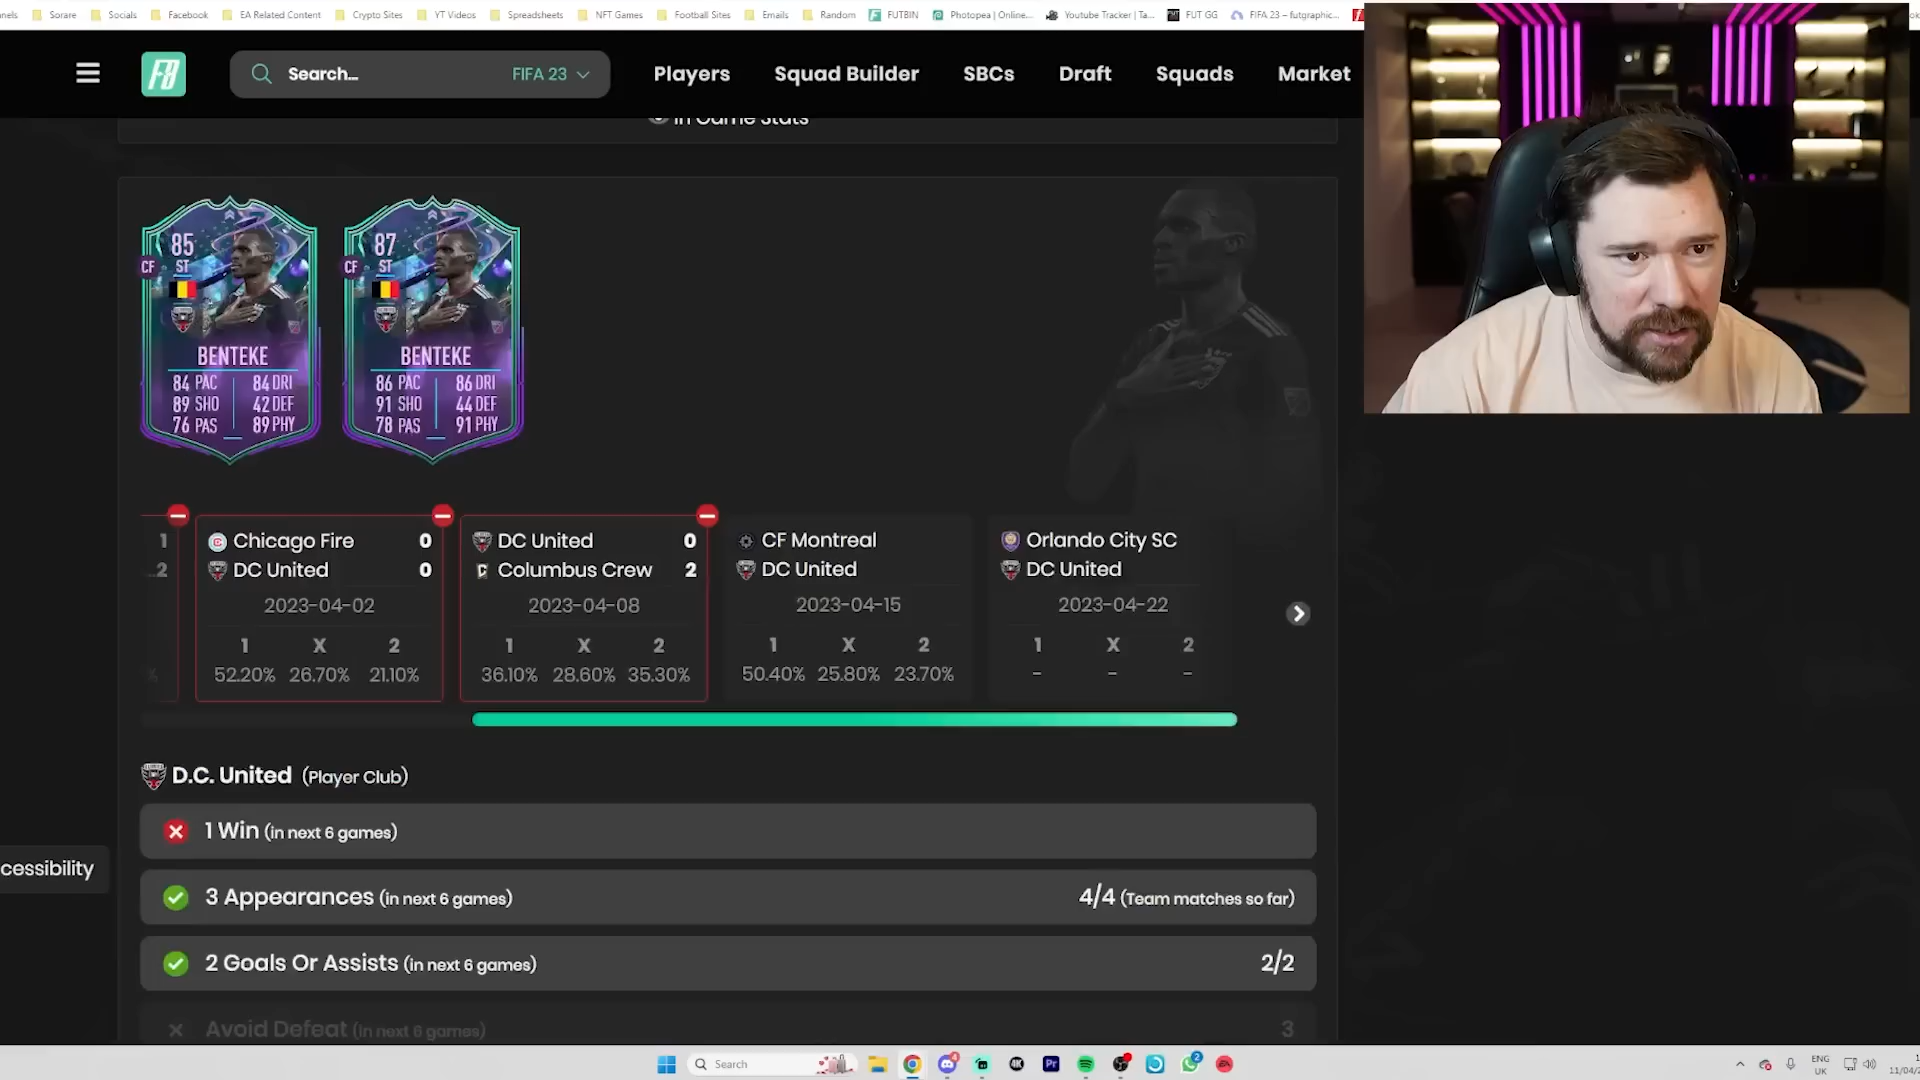 Sorare Socials Facebook EA Related Content Crypto Sites YT Videos Spreadsheets NFT Games Football Sites Emails Random FUTBIN Photopea | Online... Youtube Tracker | Ta... FUT GG FIFA 23 – futgraphic...
Search... FIFA 23 Players Squad Builder SBCs Draft Squads Market
In Game Stats
85 ST CF
BENTEKE
84 PAC 84 DRI
89 SHO 42 DEF
76 PAS 89 PHY
87 ST CF
BENTEKE
86 PAC 86 DRI
91 SHO 44 DEF
78 PAS 91 PHY
1
2
Chicago Fire 0
DC United 0
2023-04-02
1 X 2
52.20% 26.70% 21.10%
DC United 0
Columbus Crew 2
2023-04-08
1 X 2
36.10% 28.60% 35.30%
CF Montreal
DC United
2023-04-15
1 X 2
50.40% 25.80% 23.70%
Orlando City SC
DC United
2023-04-22
1 X 2
- - -
D.C. United (Player Club)
1 Win (in next 6 games)
cessibility
3 Appearances (in next 6 games) 4/4 (Team matches so far)
2 Goals Or Assists (in next 6 games) 2/2
Avoid Defeat (in next 6 games) 3
Search
ENG
UK